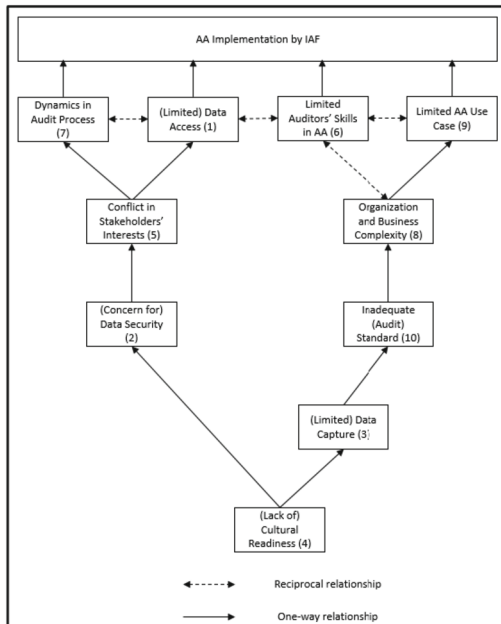 AA Implementation by IAF
Dynamics in
Audit Process
(7)
(Limited) Data
Access (1)
Limited
Auditors' Skills
in AA (6)
Limited AA Use
Case (9)
Conflict in
Stakeholders'
Interests (5)
Organization
and Business
Complexity (8)
(Concern for)
Data Security
(2)
Inadequate
(Audit)
Standard (10)
(Limited) Data
Capture (3)
(Lack of)
Cultural
Readiness (4)
Reciprocal relationship
One-way relationship